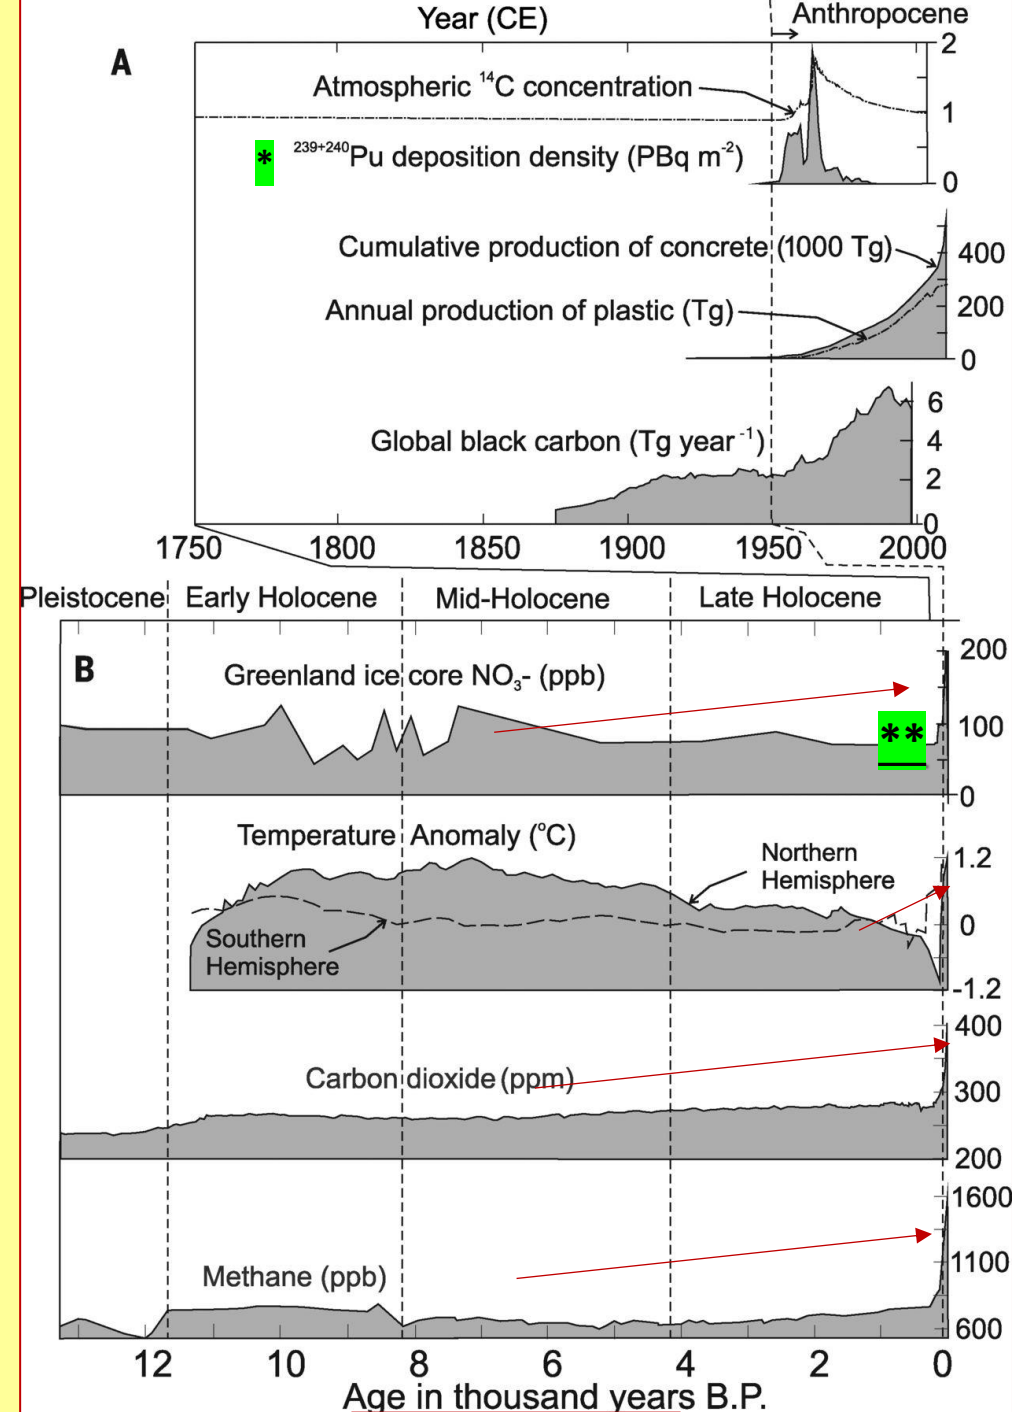 Year (CE)
Anthropocene
A
2
Atmospheric ¹⁴C concentration
1
* ²³⁹⁺²⁴⁰Pu deposition density (PBq m⁻²)
0
Cumulative production of concrete (1000 Tg)
400
Annual production of plastic (Tg)
200
0
6
Global black carbon (Tg year⁻¹)
4
2
0
1750 1800 1850 1900 1950 2000
Pleistocene Early Holocene Mid-Holocene Late Holocene
B
200
Greenland ice core NO₃- (ppb)
100
**
0
Temperature Anomaly (°C)
1.2
Northern
Hemisphere
0
Southern
Hemisphere
-1.2
400
Carbon dioxide (ppm)
300
200
1600
1100
Methane (ppb)
600
12 10 8 6 4 2 0
Age in thousand years B.P.